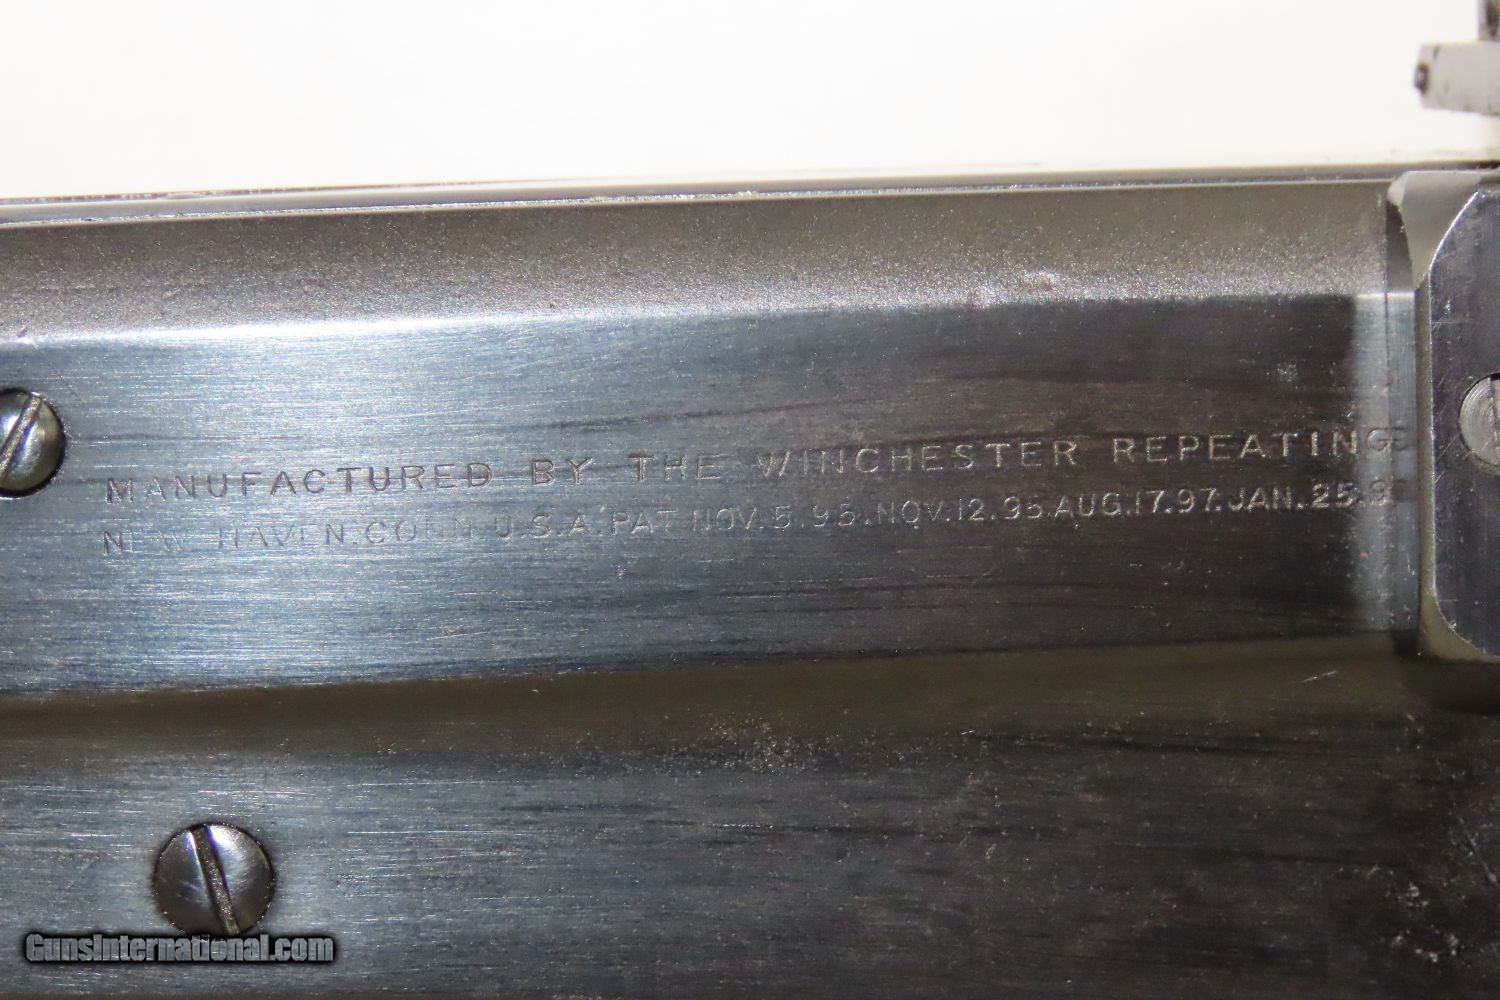 MANUFACTURED BY THE WINCHESTER REPEATING
NEW HAVEN.CONN.U.S.A.PAT.NOV.5.95.NOV.12.95.AUG.17.97.JAN.25.9
GunsInternational.com